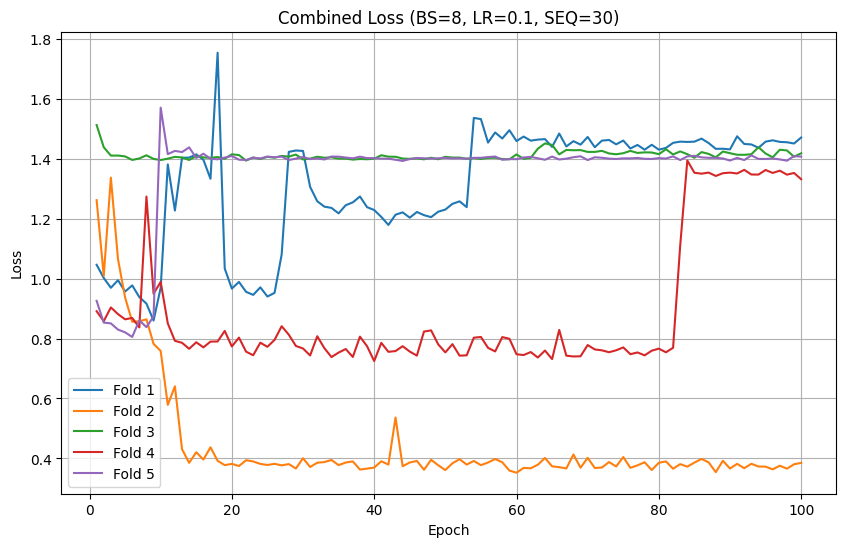 Combined Loss (BS=8, LR=0.1, SEQ=30)
Loss
1.8
1.6
1.4
1.2
1.0
0.8
0.6
0.4
Fold 1
Fold 2
Fold 3
Fold 4
Fold 5
0 20 40 60 80 100
Epoch